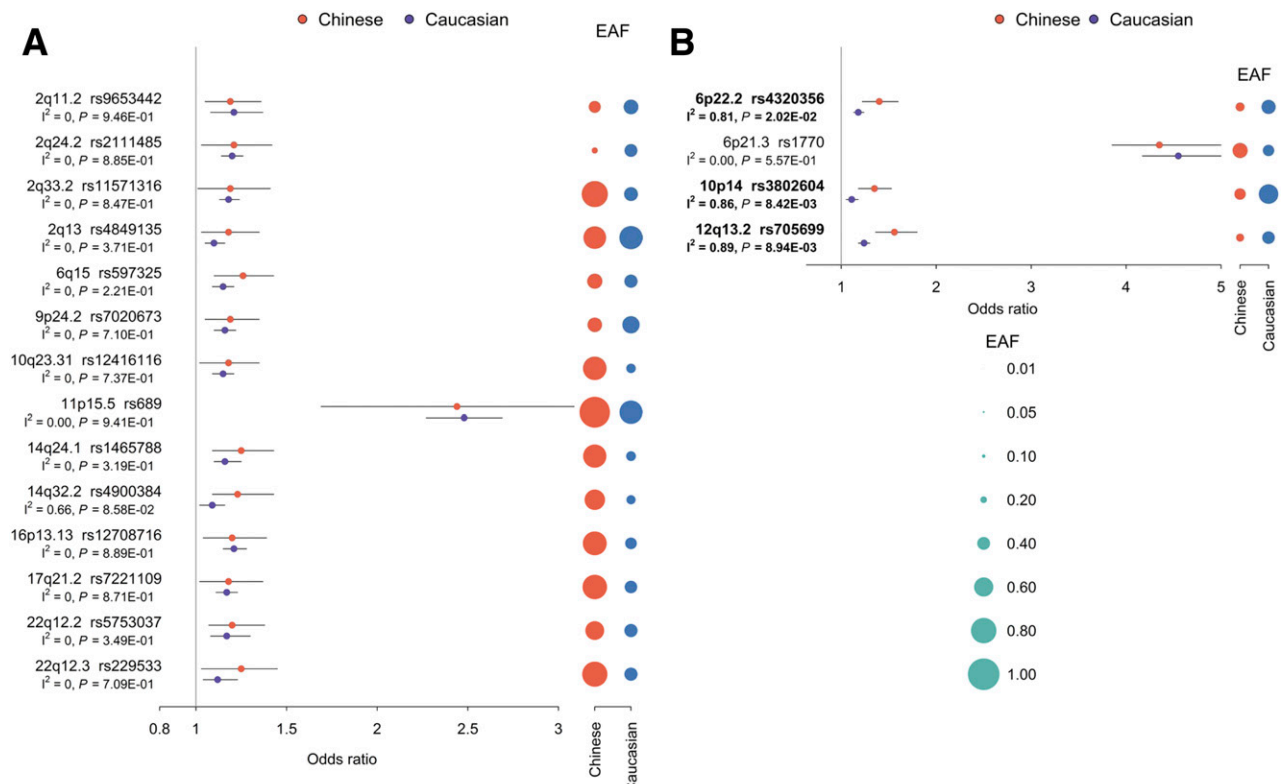 A
Chinese
Caucasian
EAF
2q11.2 rs9653442
I² = 0, P = 9.46E-01
2q24.2 rs2111485
I² = 0, P = 8.85E-01
2q33.2 rs11571316
I² = 0, P = 8.47E-01
2q13 rs4849135
I² = 0, P = 3.71E-01
6q15 rs597325
I² = 0, P = 2.21E-01
9p24.2 rs7020673
I² = 0, P = 7.10E-01
10q23.31 rs12416116
I² = 0, P = 7.37E-01
11p15.5 rs689
I² = 0.00, P = 9.41E-01
14q24.1 rs1465788
I² = 0, P = 3.19E-01
14q32.2 rs4900384
I² = 0.66, P = 8.58E-02
16p13.13 rs12708716
I² = 0, P = 8.89E-01
17q21.2 rs7221109
I² = 0, P = 8.71E-01
22q12.2 rs5753037
I² = 0, P = 3.49E-01
22q12.3 rs229533
I² = 0, P = 7.09E-01
0.8 1 1.5 2 2.5 3
Odds ratio
Chinese
Caucasian
B
Chinese
Caucasian
EAF
6p22.2 rs4320356
I² = 0.81, P = 2.02E-02
6p21.3 rs1770
I² = 0.00, P = 5.57E-01
10p14 rs3802604
I² = 0.86, P = 8.42E-03
12q13.2 rs705699
I² = 0.89, P = 8.94E-03
1 2 3 4 5
Odds ratio
Chinese
Caucasian
EAF
0.01
0.05
0.10
0.20
0.40
0.60
0.80
1.00